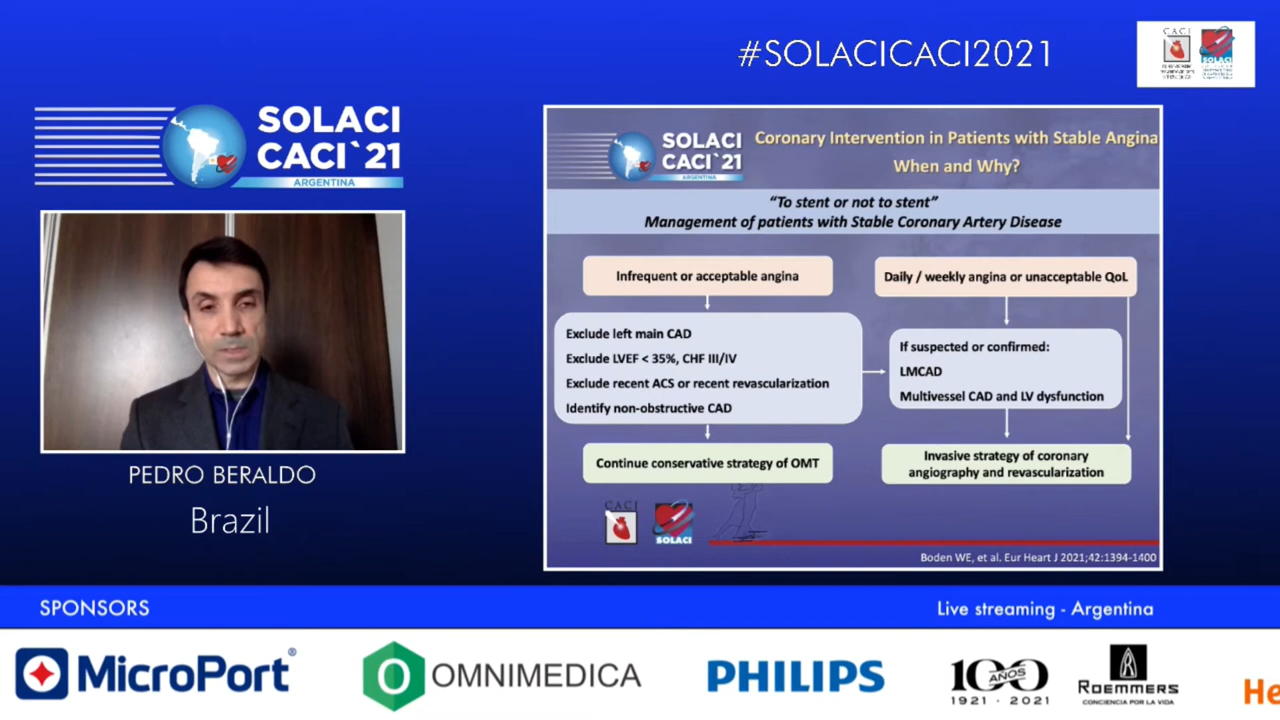 #SOLACICACI2021
CACI
SOLACI
SOLACI
CACI`21
ARGENTINA
PEDRO BERALDO
Brazil
SOLACI
CACI`21
ARGENTINA
Coronary Intervention in Patients with Stable Angina
When and Why?
“To stent or not to stent”
Management of patients with Stable Coronary Artery Disease
Infrequent or acceptable angina
Exclude left main CAD
Exclude LVEF < 35%, CHF III/IV
Exclude recent ACS or recent revascularization
Identify non-obstructive CAD
Continue conservative strategy of OMT
Daily / weekly angina or unacceptable QoL
If suspected or confirmed:
LMCAD
Multivessel CAD and LV dysfunction
Invasive strategy of coronary
angiography and revascularization
CACI
SOLACI
Boden WE, et al. Eur Heart J 2021;42:1394-1400
SPONSORS
Live streaming - Argentina
MicroPort®
OMNIMEDICA
PHILIPS
100
AÑOS
1921 · 2021
ROEMMERS
CONCIENCIA POR LA VIDA
He